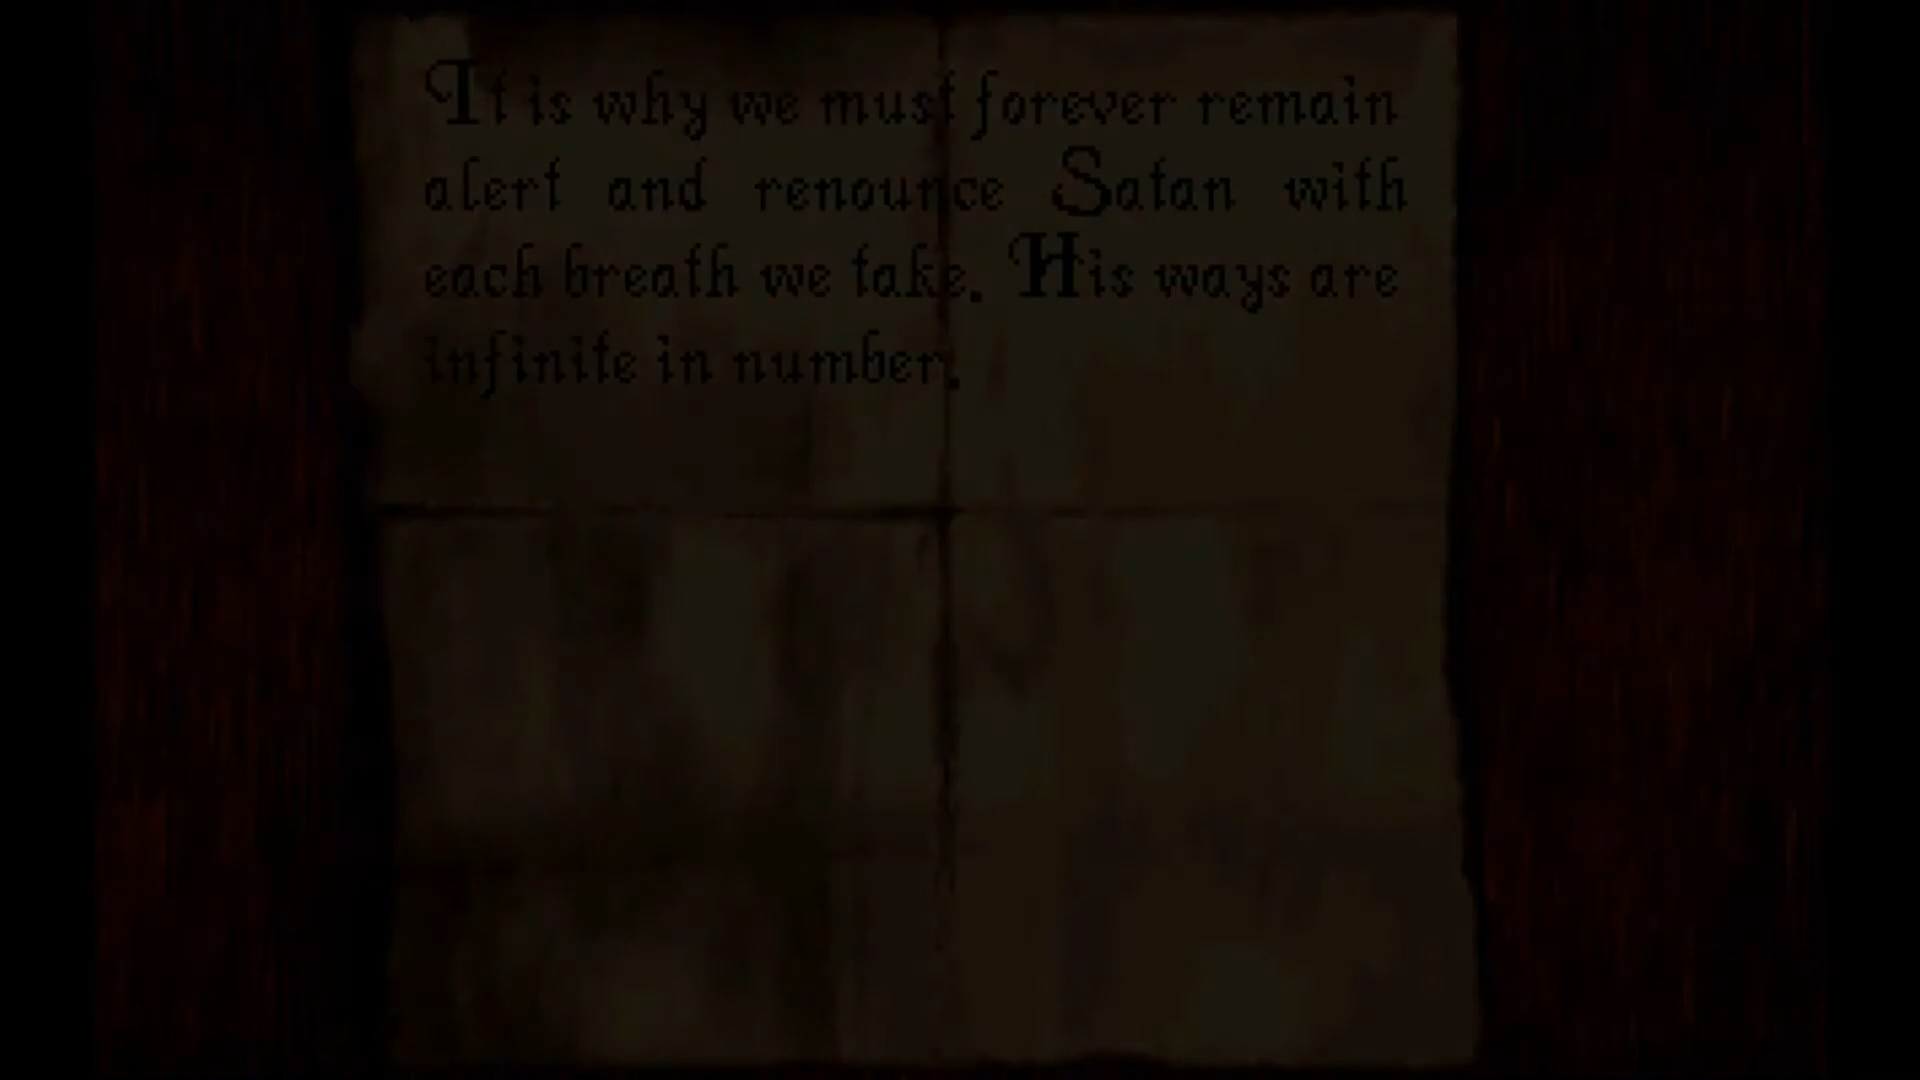 It is why we must forever remain
alert and renounce Satan with
each breath we take. His ways are
infinite in number.